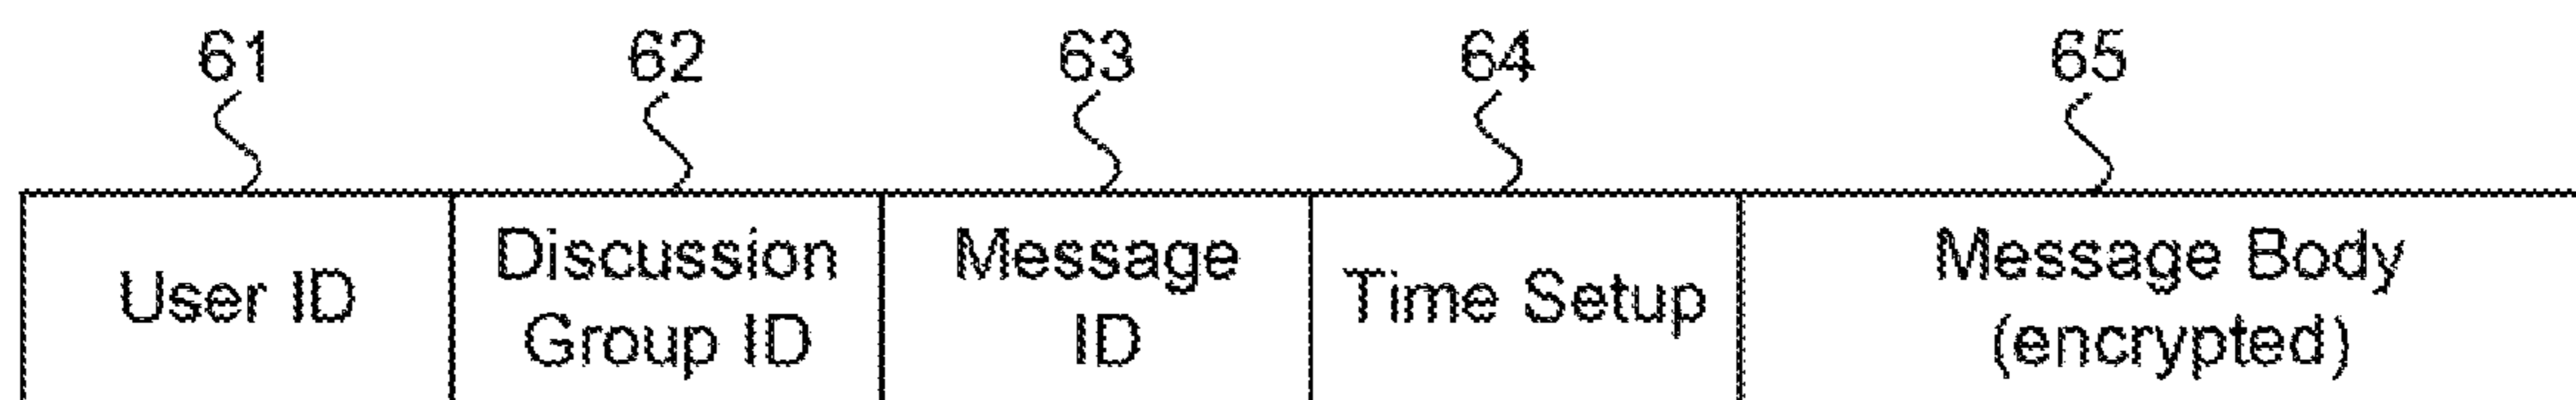 61 62 63 64 65
User ID
Discussion
Group ID
Message
ID
Time Setup
Message Body
(encrypted)